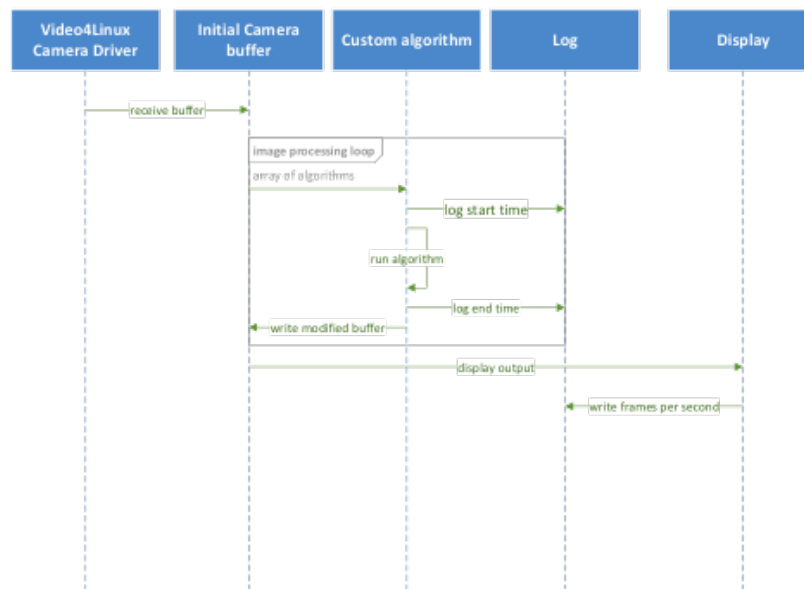 Video4Linux
Camera Driver
Initial Camera
buffer
Custom algorithm
Log
Display
receive buffer
image processing loop
array of algorithms
log start time
run algorithm
log end time
write modified buffer
display output
write frames per second